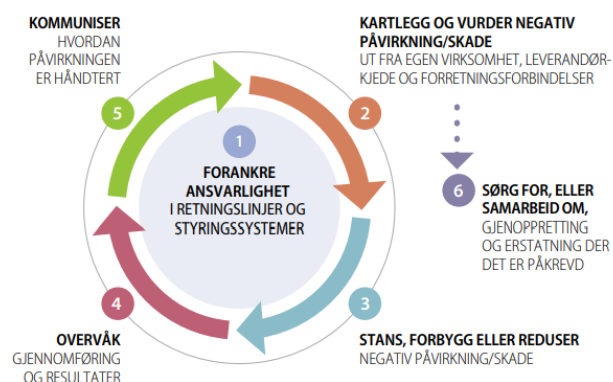 1
FORANKRE
ANSVARLIGHET
I RETNINGSLINJER OG
STYRINGSSYSTEMER
2
KARTLEGG OG VURDER NEGATIV
PÅVIRKNING/SKADE
UT FRA EGEN VIRKSOMHET, LEVERANDØR-
KJEDE OG FORRETNINGSFORBINDELSER
3
STANS, FORBYGG ELLER REDUSER
NEGATIV PÅVIRKNING/SKADE
4
OVERVÅK
GJENNOMFØRING
OG RESULTATER
5
KOMMUNISER
HVORDAN
PÅVIRKNINGEN
ER HÅNDTERT
6
SØRG FOR, ELLER
SAMARBEID OM,
GJENOPPRETTING
OG ERSTATNING DER
DET ER PÅKREVD